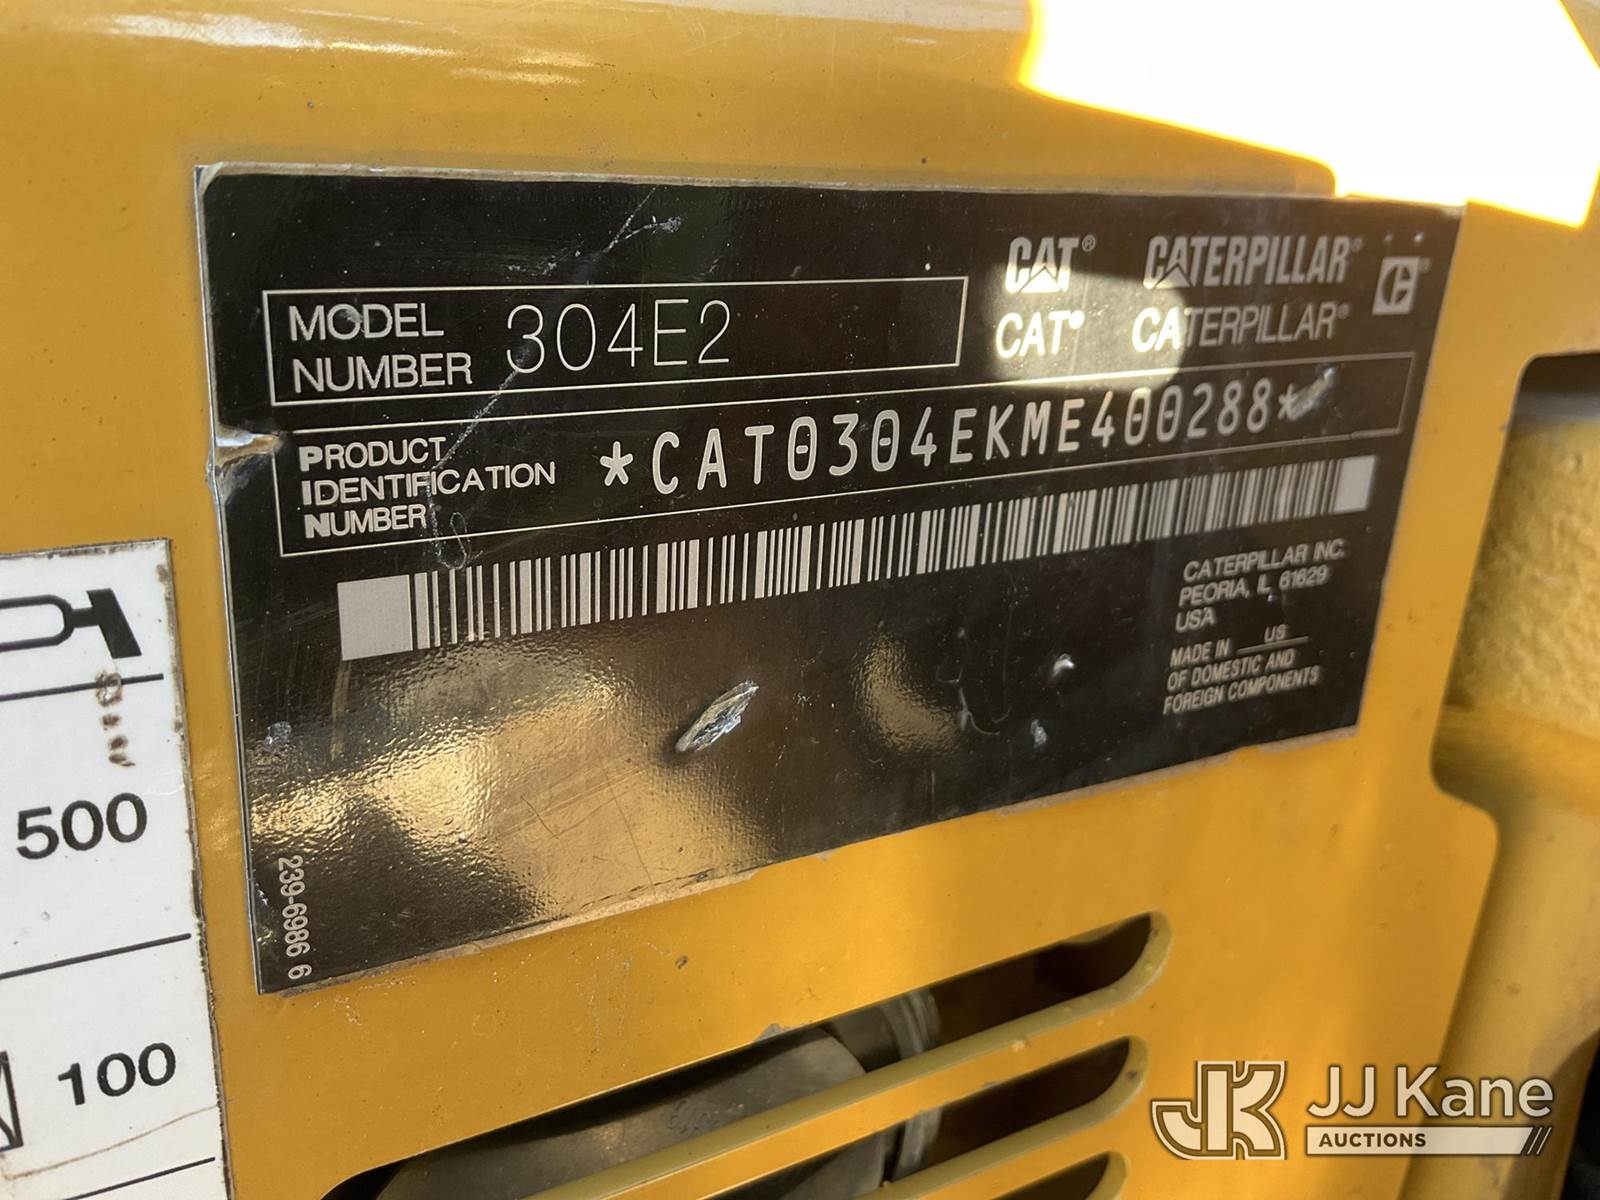 CAT® CATERPILLAR®
CAT® CATERPILLAR®
MODEL
NUMBER 304E2
PRODUCT
IDENTIFICATION
NUMBER
*CAT0304EKME400288*
CATERPILLAR INC.
PEORIA, IL 61629
USA
MADE IN US
OF DOMESTIC AND
FOREIGN COMPONENTS
239-6986 6
500
100
JK JJ Kane
AUCTIONS